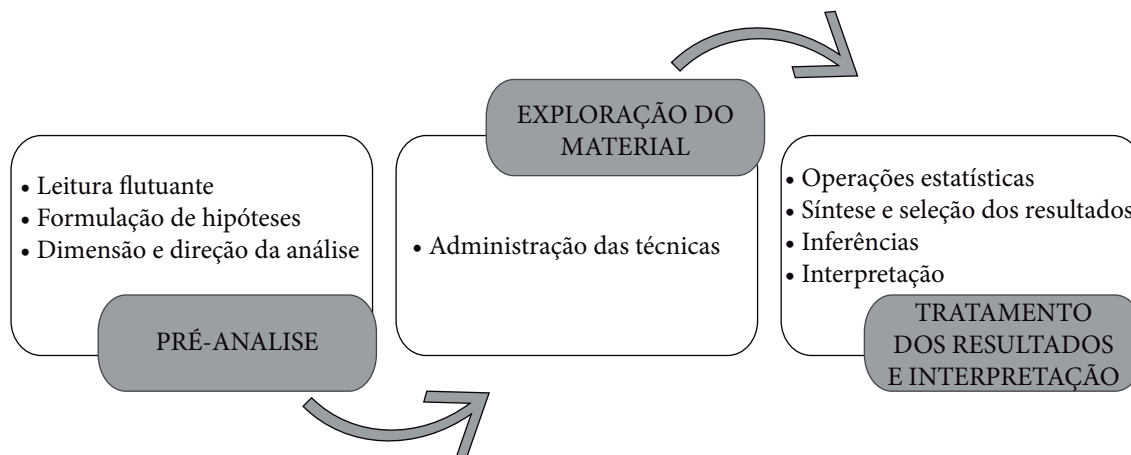 • Leitura flutuante
• Formulação de hipóteses
• Dimensão e direção da análise
PRÉ-ANALISE
EXPLORAÇÃO DO
MATERIAL
• Administração das técnicas
• Operações estatísticas
• Síntese e seleção dos resultados
• Inferências
• Interpretação
TRATAMENTO
DOS RESULTADOS
E INTERPRETAÇÃO